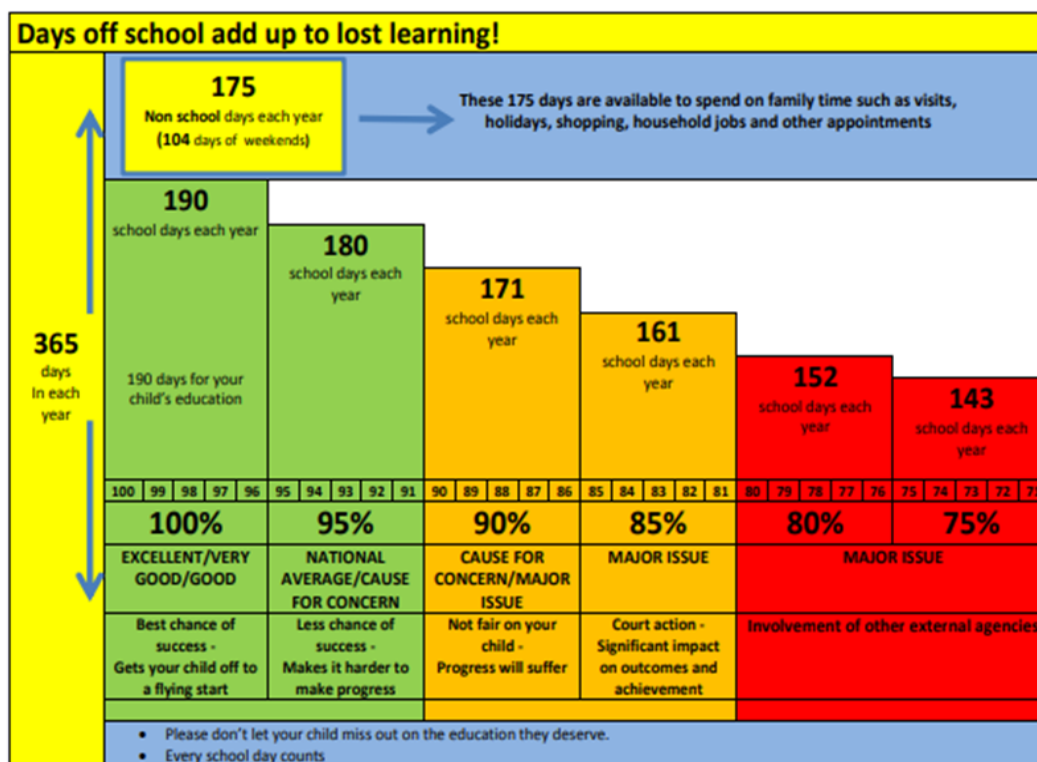 Days off school add up to lost learning!
175
Non school days each year
(104 days of weekends)
These 175 days are available to spend on family time such as visits,
holidays, shopping, household jobs and other appointments
365
days
In each
year
190
school days each year
190 days for your
child's education
180
school days each
year
171
school days each
year
161
school days each
year
152
school days each
year
143
school days each
year
100 99 98 97 96 95 94 93 92 91 90 89 88 87 86 85 84 83 82 81 80 79 78 77 76 75 74 73 72
100% 95% 90% 85% 80% 75%
EXCELLENT/VERY
GOOD/GOOD
NATIONAL
AVERAGE/CAUSE
FOR CONCERN
CAUSE FOR
CONCERN/MAJOR
ISSUE
MAJOR ISSUE
MAJOR ISSUE
Best chance of
success -
Gets your child off to
a flying start
Less chance of
success -
Makes it harder to
make progress
Not fair on your
child -
Progress will suffer
Court action -
Significant impact
on outcomes and
achievement
Involvement of other external agencies
• Please don't let your child miss out on the education they deserve.
• Every school day counts